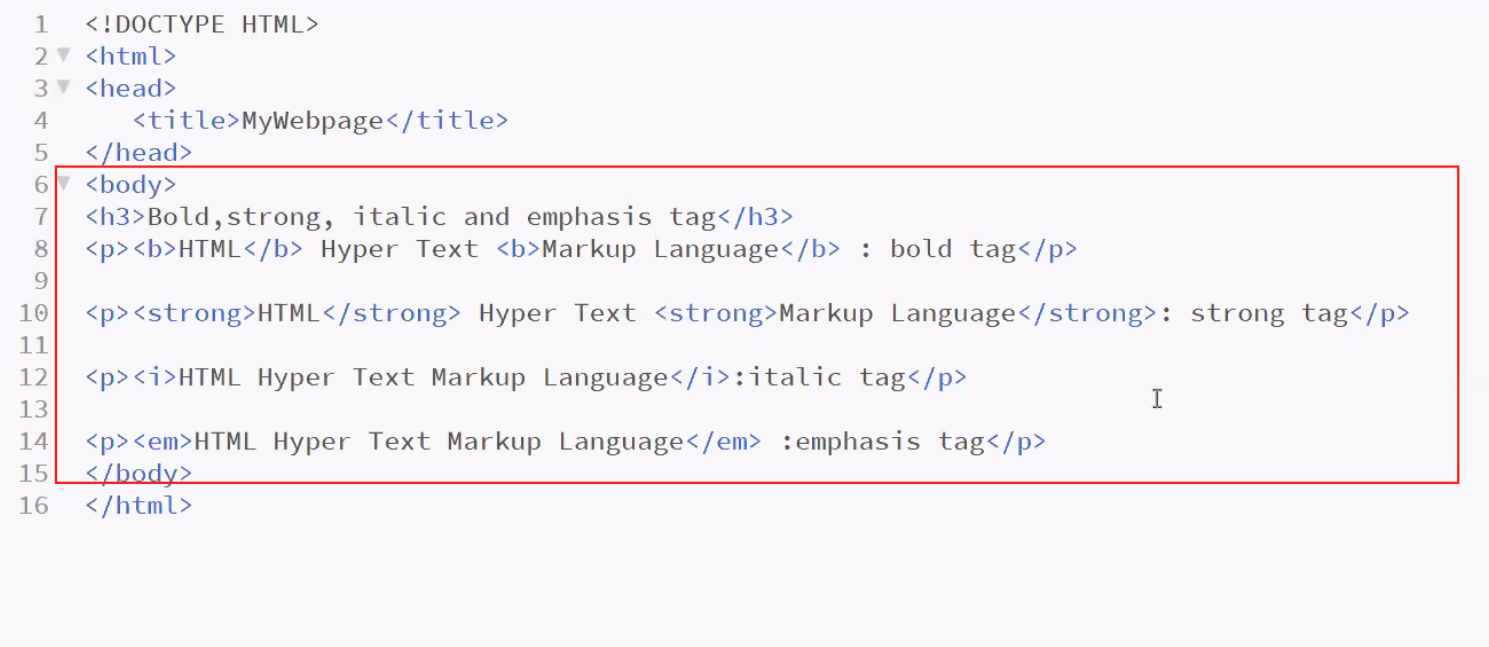 1 <!DOCTYPE HTML>
2 <html>
3 <head>
4    <title>MyWebpage</title>
5 </head>
6 <body>
7 <h3>Bold,strong, italic and emphasis tag</h3>
8 <p><b>HTML</b> Hyper Text <b>Markup Language</b> : bold tag</p>
9
10 <p><strong>HTML</strong> Hyper Text <strong>Markup Language</strong>: strong tag</p>
11
12 <p><i>HTML Hyper Text Markup Language</i>:italic tag</p>
13
14 <p><em>HTML Hyper Text Markup Language</em> :emphasis tag</p>
15 </body>
16 </html>